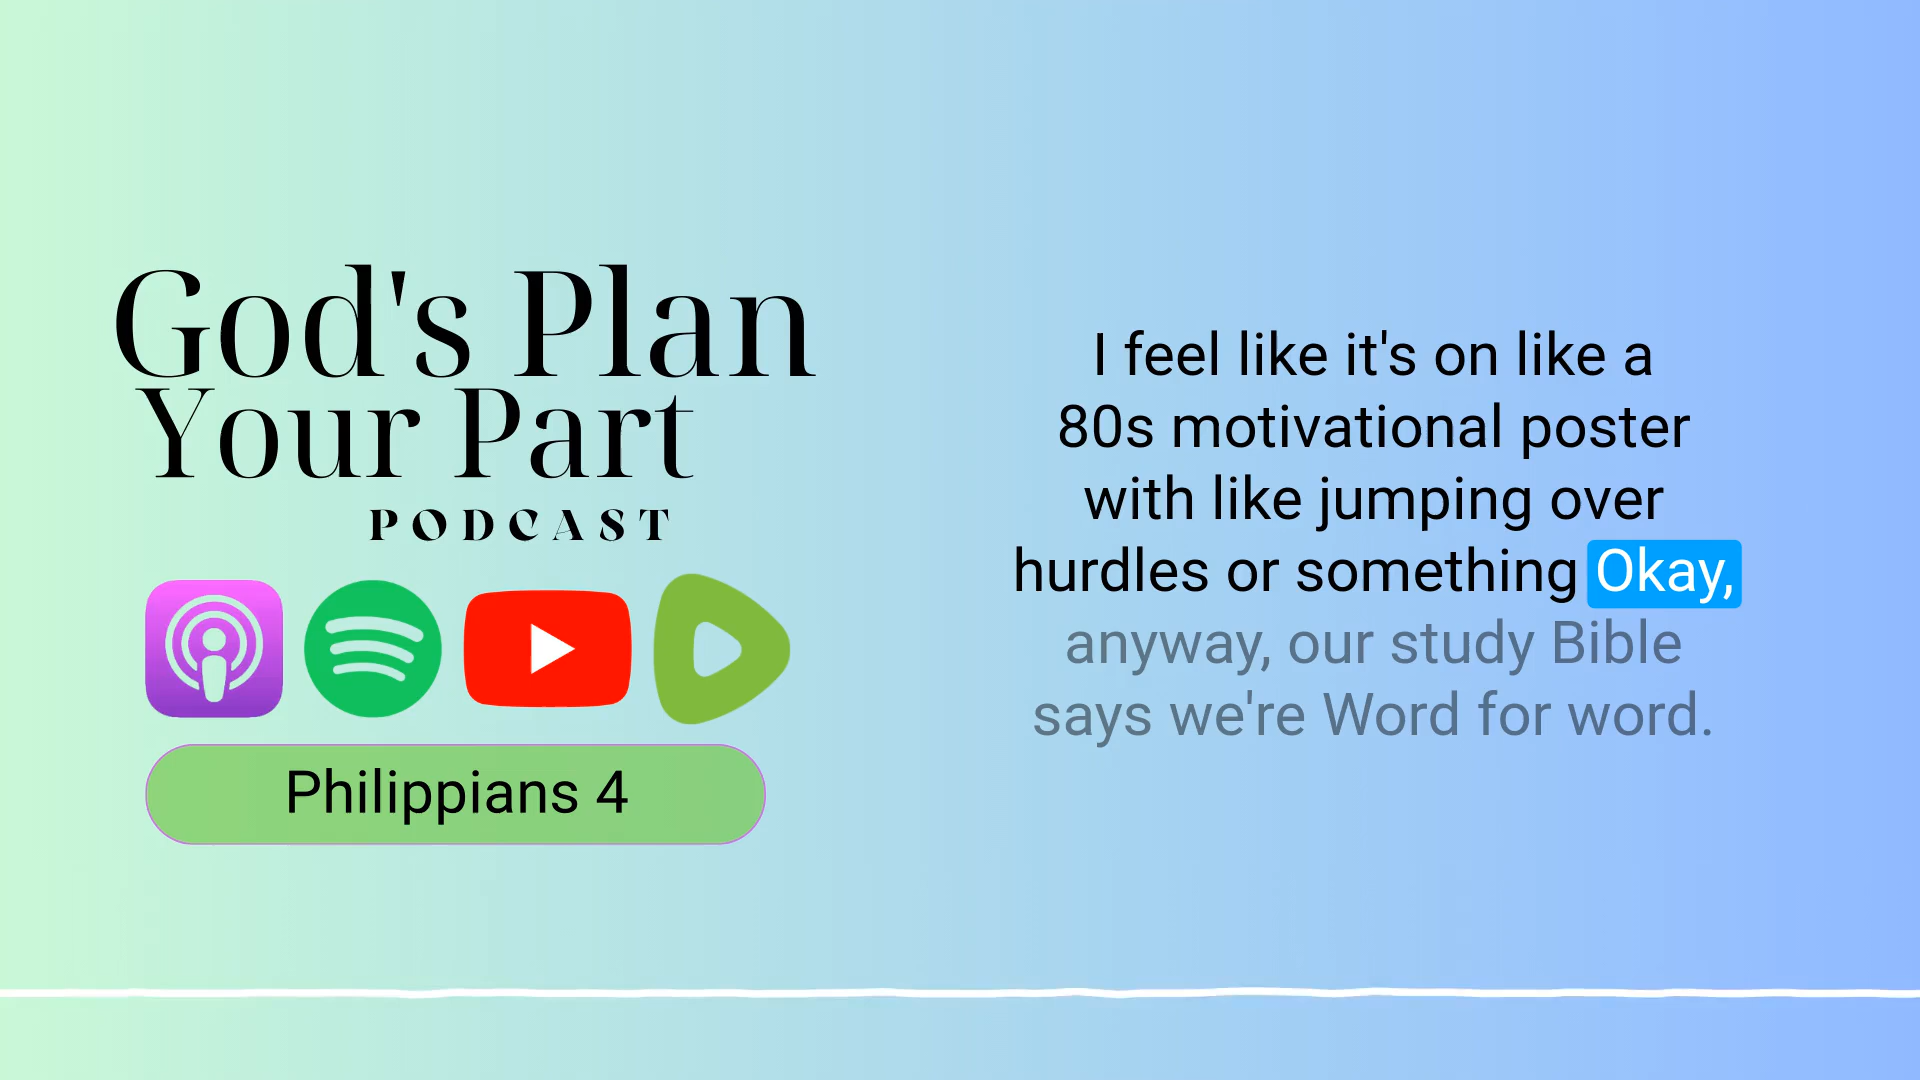 God's Plan
Your Part
PODCAST
Philippians 4
I feel like it's on like a
80s motivational poster
with like jumping over
hurdles or something Okay,
anyway, our study Bible
says we're Word for word.